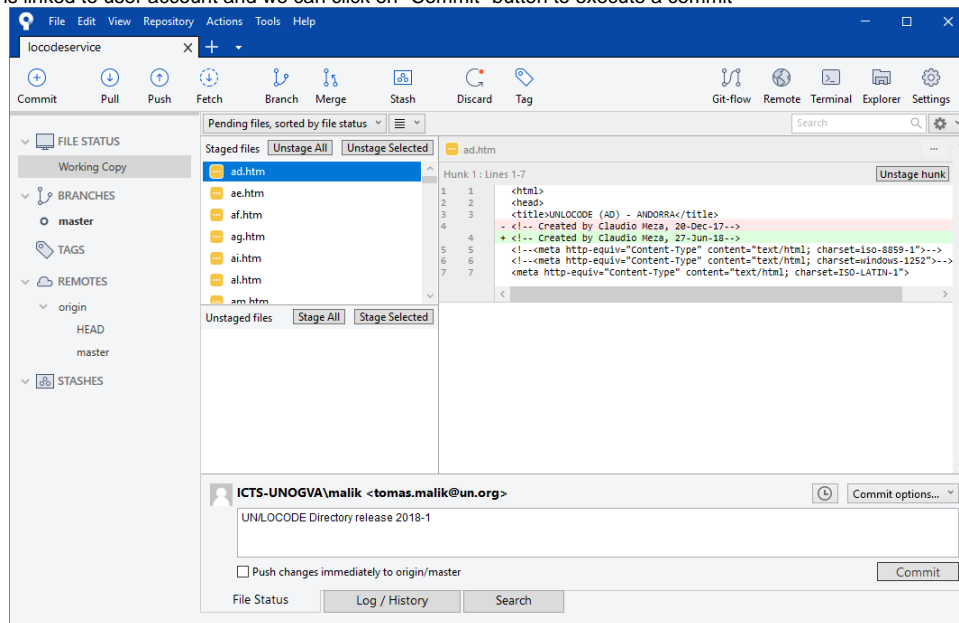 is linked to user account and we can click on "Commit" button to execute a commit
File Edit View Repository Actions Tools Help
locodeservice
Commit Pull Push Fetch Branch Merge Stash Discard Tag Git-flow Remote Terminal Explorer Settings
Pending files, sorted by file status
Search
FILE STATUS
Working Copy
BRANCHES
master
TAGS
REMOTES
origin
HEAD
master
STASHES
Staged files Unstage All Unstage Selected
ad.htm
ae.htm
af.htm
ag.htm
ai.htm
al.htm
am.htm
Unstaged files Stage All Stage Selected
ad.htm
Hunk 1 : Lines 1-7 Unstage hunk
1 1 <html>
2 2 <head>
3 3 <title>UNLOCODE (AD) - ANDORRA</title>
4 - <!-- Created by Claudio Meza, 20-Dec-17-->
4 + <!-- Created by Claudio Meza, 27-Jun-18-->
5 5 <!--<meta http-equiv="Content-Type" content="text/html; charset=iso-8859-1">-->
6 6 <!--<meta http-equiv="Content-Type" content="text/html; charset=windows-1252">-->
7 7 <meta http-equiv="Content-Type" content="text/html; charset=ISO-LATIN-1">
ICTS-UNOGVA\malik <tomas.malik@un.org>
Commit options...
UN/LOCODE Directory release 2018-1
Push changes immediately to origin/master
Commit
File Status Log / History Search